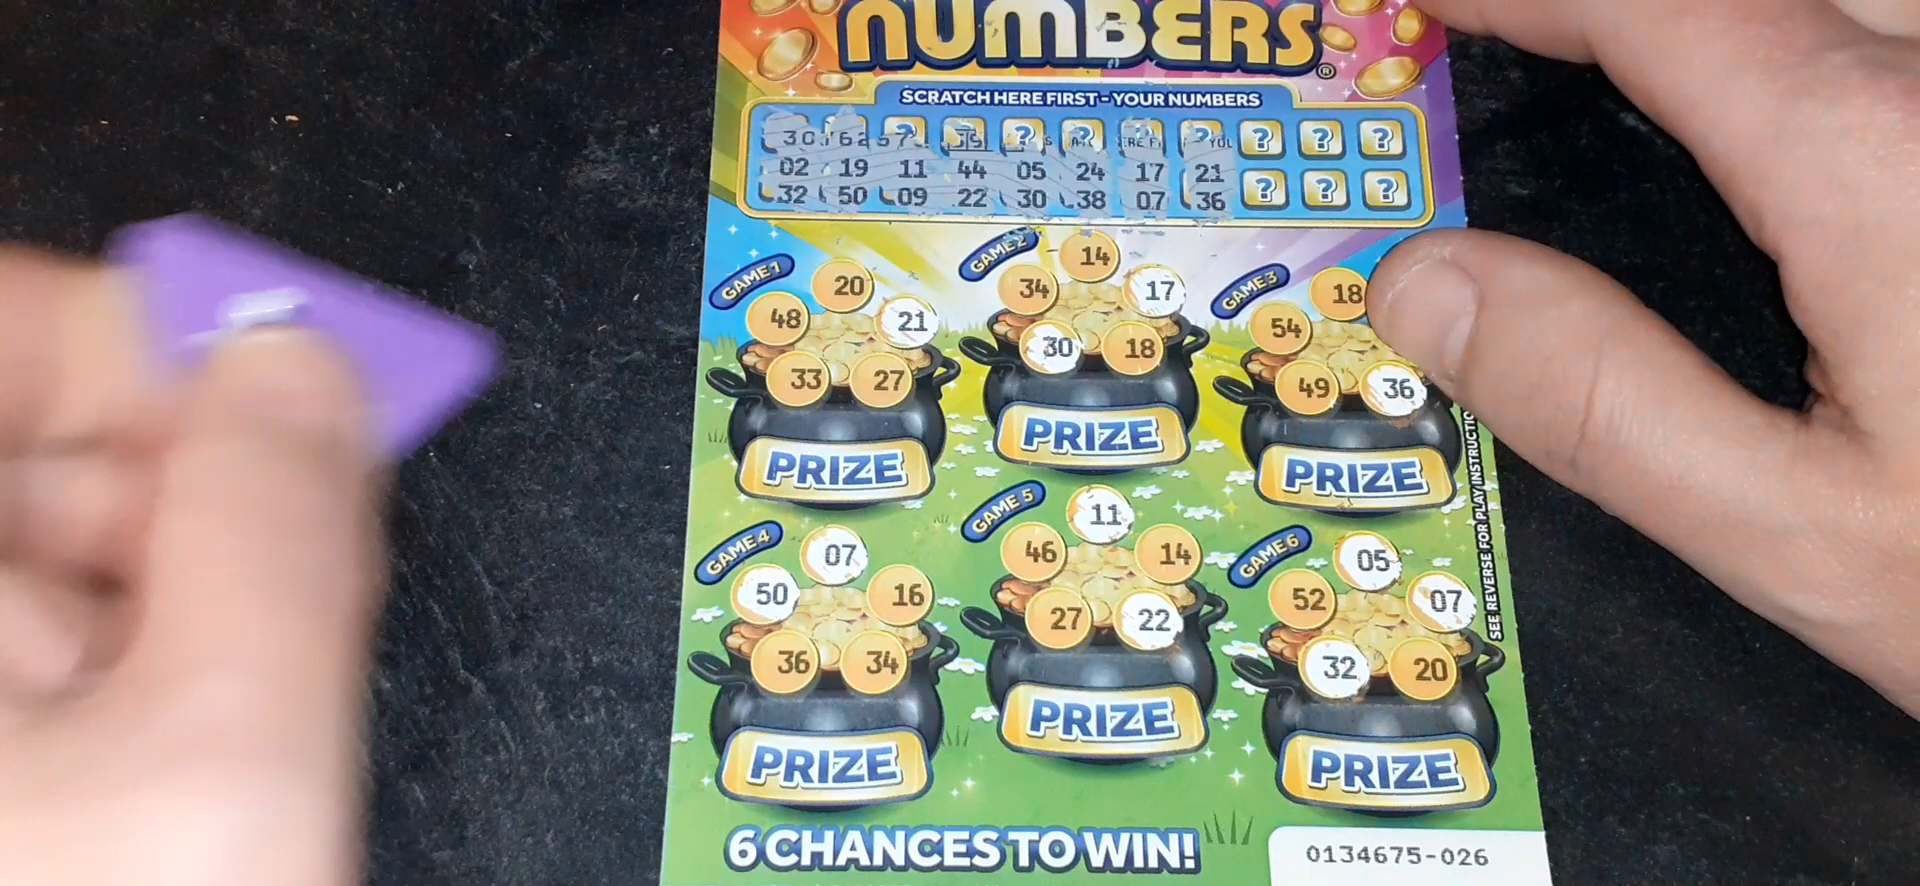 NUMBERS®
SCRATCH HERE FIRST - YOUR NUMBERS
? ? ? ? ? ? ? ?
02 19 11 44 05 24 17 21
32 50 09 22 30 38 07 36 ? ? ?
GAME 1
20
48 21
33 27
PRIZE
GAME 2
14
34 17
30 18
PRIZE
GAME 3
18
54
49 36
PRIZE
GAME 4
07
50 16
36 34
PRIZE
GAME 5
11
46 14
27 22
PRIZE
GAME 6
05
52 07
32 20
PRIZE
SEE REVERSE FOR PLAY
6 CHANCES TO WIN!
0134675-026